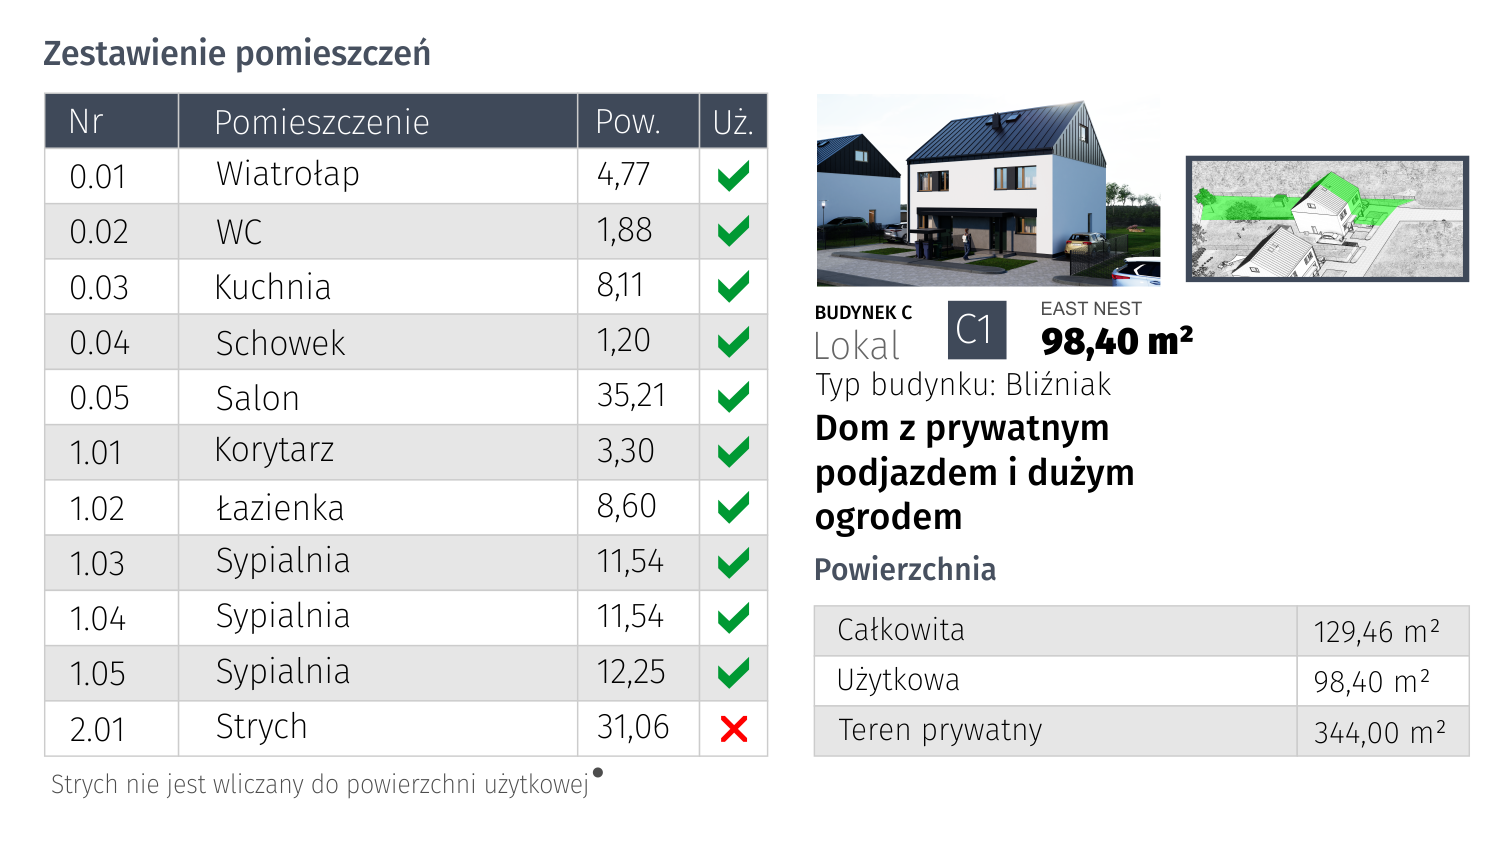 Zestawienie pomieszczeń
Nr Pomieszczenie Pow. Uż.
0.01 Wiatrołap 4,77
0.02 WC 1,88
0.03 Kuchnia 8,11
0.04 Schowek 1,20
0.05 Salon 35,21
1.01 Korytarz 3,30
1.02 Łazienka 8,60
1.03 Sypialnia 11,54
1.04 Sypialnia 11,54
1.05 Sypialnia 12,25
2.01 Strych 31,06
Strych nie jest wliczany do powierzchni użytkowej
BUDYNEK C
Lokal
C1
EAST NEST
98,40 m²
Typ budynku: Bliźniak
Dom z prywatnym
podjazdem i dużym
ogrodem
Powierzchnia
Całkowita 129,46 m²
Użytkowa 98,40 m²
Teren prywatny 344,00 m²